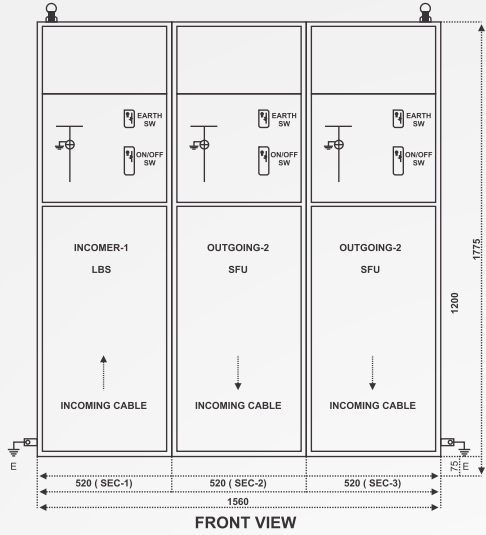 EARTH
SW
ON/OFF
SW
EARTH
SW
ON/OFF
SW
EARTH
SW
ON/OFF
SW
INCOMER-1
LBS
OUTGOING-2
SFU
OUTGOING-2
SFU
1775
1200
INCOMING CABLE
INCOMING CABLE
INCOMING CABLE
E
75
E
520 ( SEC-1)
520 ( SEC-2)
520 ( SEC-3)
1560
FRONT VIEW